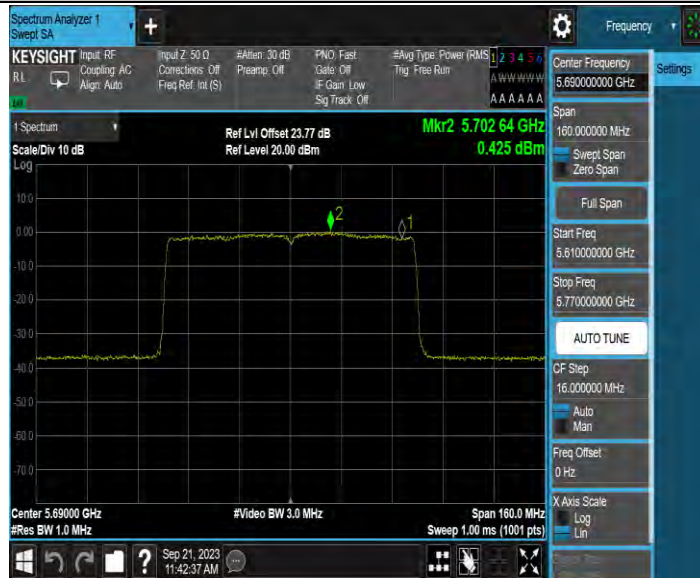 Spectrum Analyzer 1
Swept SA
+
Frequency
KEYSIGHT
RL
Input: RF
Coupling: AC
Align: Auto
Input Z: 50 Ω
Corrections: Off
Freq Ref: Int (S)
#Atten: 30 dB
Preamp: Off
PNO: Fast
Gate: Off
IF Gain: Low
Sig Track: Off
#Avg Type: Power (RMS
Trig: Free Run
1 2 3 4 5 6
A W W W W W
A A A A A A
1 Spectrum
Scale/Div 10 dB
Log
Ref Lvl Offset 23.77 dB
Ref Level 20.00 dBm
Mkr2 5.702 64 GHz
0.425 dBm
10.0
0.00
-10.0
-20.0
-30.0
-40.0
-50.0
-60.0
-70.0
2
1
Center 5.69000 GHz
#Res BW 1.0 MHz
#Video BW 3.0 MHz
Span 160.0 MHz
Sweep 1.00 ms (1001 pts)
Sep 21, 2023
11:42:37 AM
?
Center Frequency
5.690000000 GHz
Settings
Span
160.000000 MHz
Swept Span
Zero Span
Full Span
Start Freq
5.610000000 GHz
Stop Freq
5.770000000 GHz
AUTO TUNE
CF Step
16.000000 MHz
Auto
Man
Freq Offset
0 Hz
X Axis Scale
Log
Lin